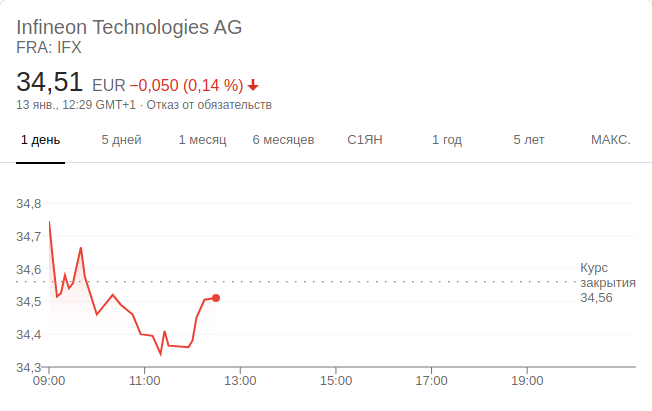 Infineon Technologies AG
FRA: IFX
34,51 EUR −0,050 (0,14 %)
13 янв., 12:29 GMT+1 · Отказ от обязательств
1 день 5 дней 1 месяц 6 месяцев С1ЯН 1 год 5 лет МАКС.
34,8
34,7
34,6
34,5
34,4
34,3
Курс
закрытия
34,56
09:00 11:00 13:00 15:00 17:00 19:00